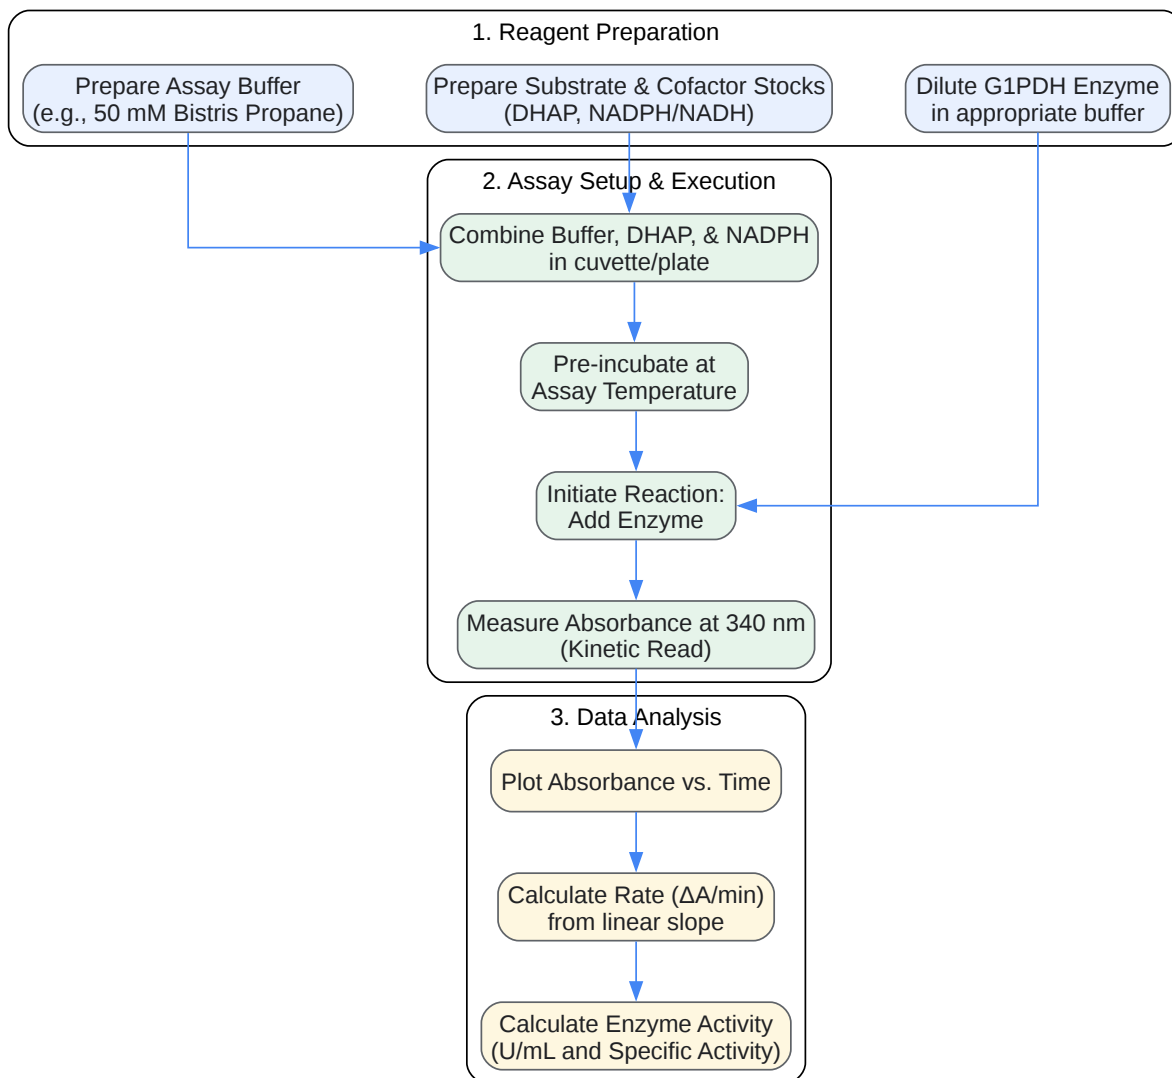 1. Reagent Preparation
Prepare Assay Buffer
(e.g., 50 mM Bistris Propane)
Prepare Substrate & Cofactor Stocks
(DHAP, NADPH/NADH)
Dilute G1PDH Enzyme
in appropriate buffer
2. Assay Setup & Execution
Combine Buffer, DHAP, & NADPH
in cuvette/plate
Pre-incubate at
Assay Temperature
Initiate Reaction:
Add Enzyme
Measure Absorbance at 340 nm
(Kinetic Read)
3. Data Analysis
Plot Absorbance vs. Time
Calculate Rate (ΔA/min)
from linear slope
Calculate Enzyme Activity
(U/mL and Specific Activity)